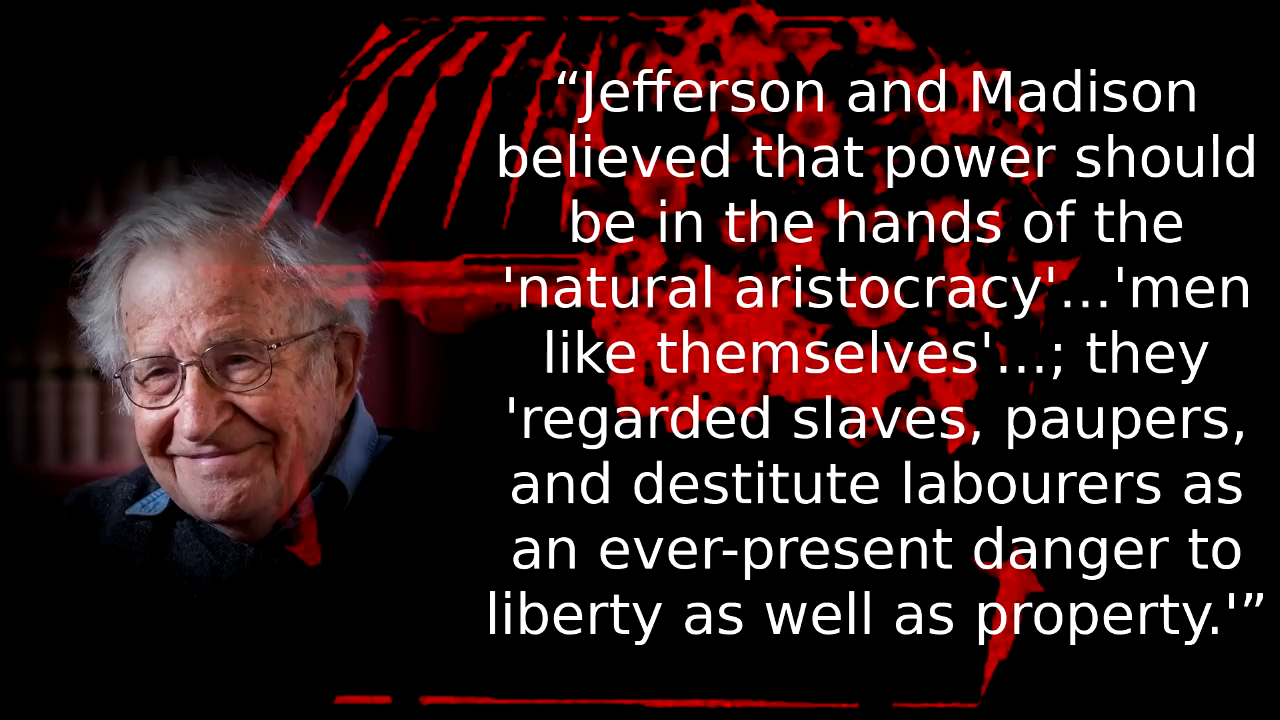 “Jefferson and Madison
believed that power should
be in the hands of the
'natural aristocracy'...'men
like themselves'...; they
'regarded slaves, paupers,
and destitute labourers as
an ever-present danger to
liberty as well as property.'”